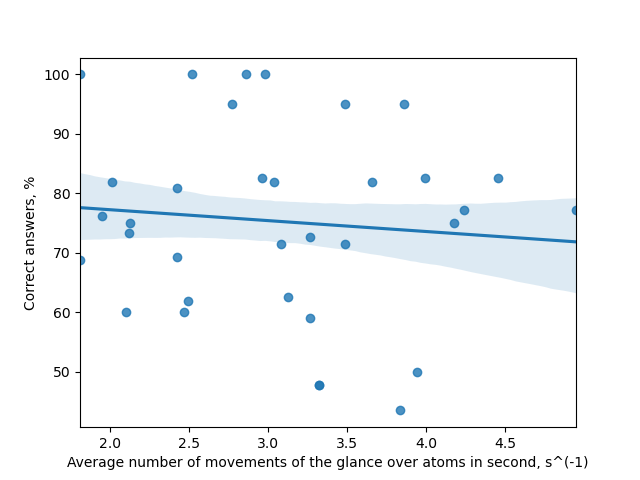 100
90
80
70
60
50
Correct answers, %
2.0 2.5 3.0 3.5 4.0 4.5
Average number of movements of the glance over atoms in second, s^(-1)